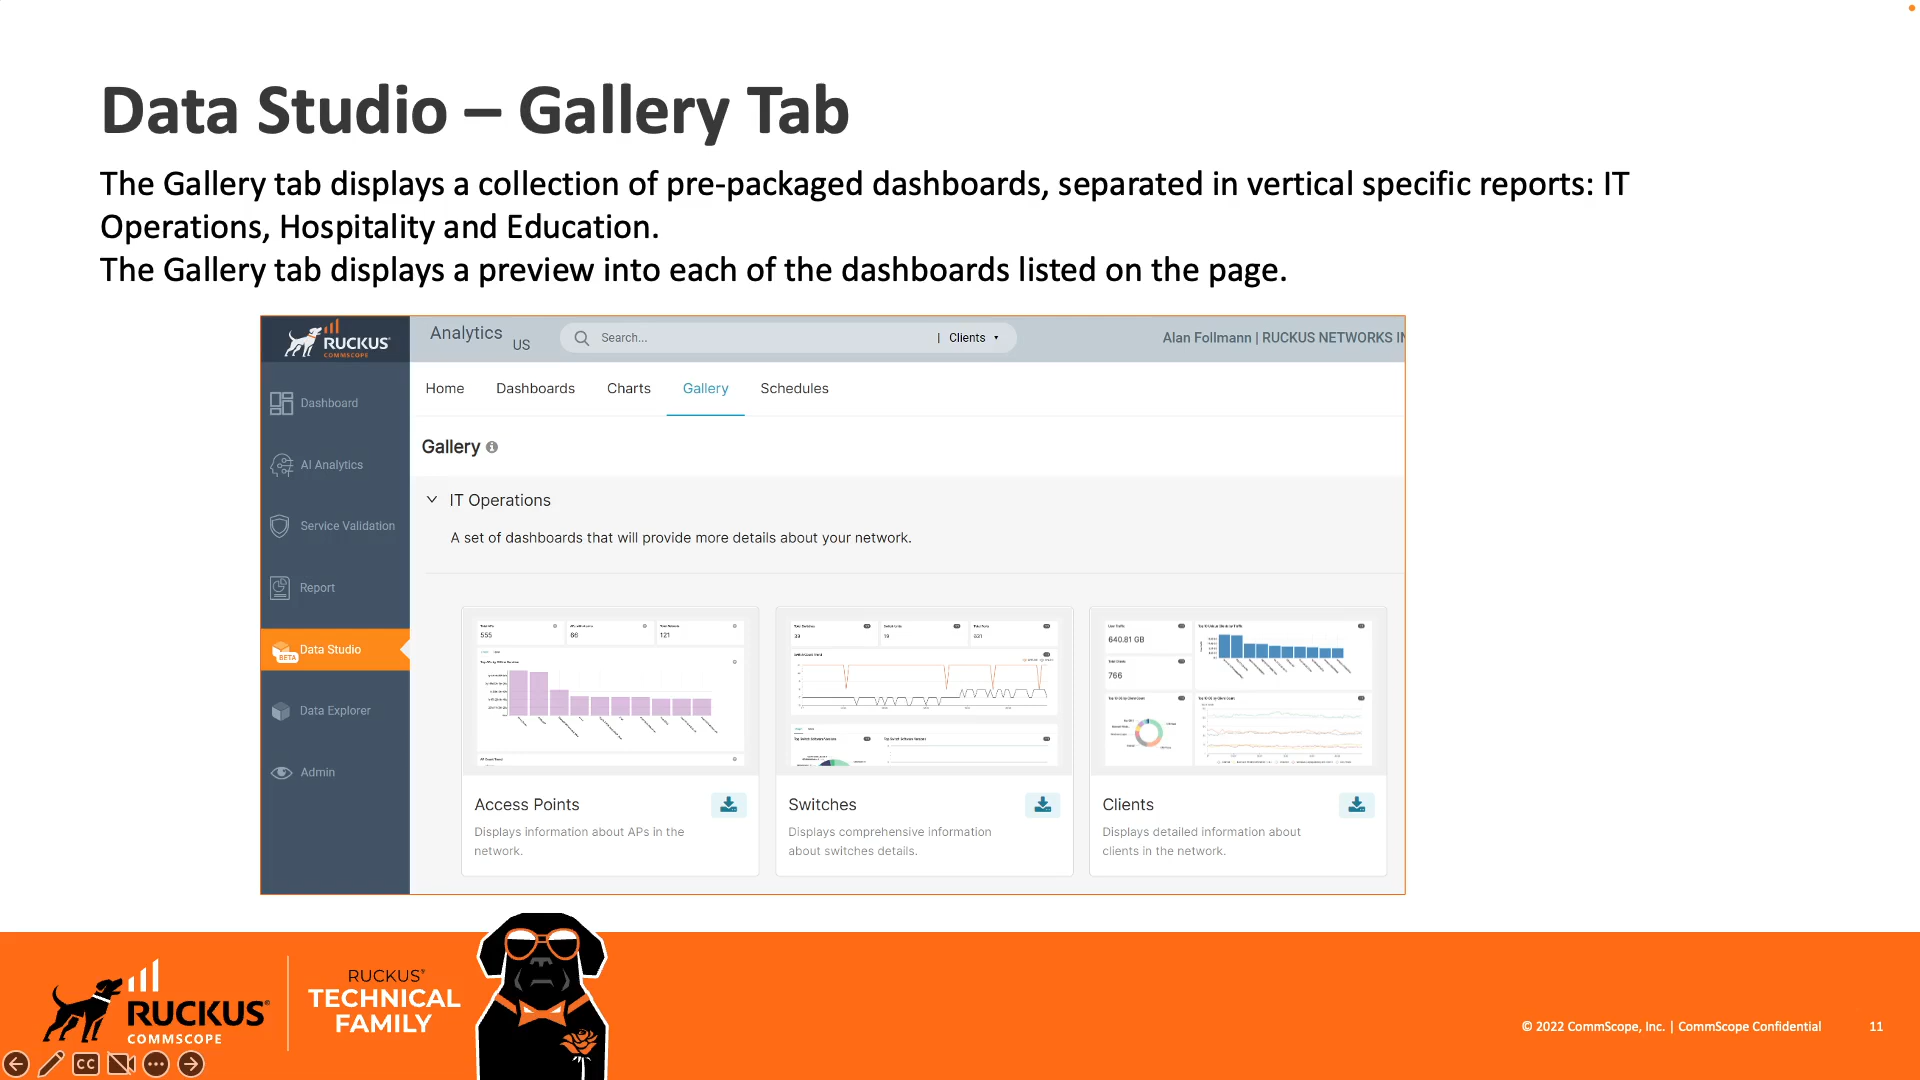 Data Studio – Gallery Tab
The Gallery tab displays a collection of pre-packaged dashboards, separated in vertical specific reports: IT
Operations, Hospitality and Education.
The Gallery tab displays a preview into each of the dashboards listed on the page.
RUCKUS
COMMSCOPE
Analytics US
Search...
| Clients
Alan Follmann | RUCKUS NETWORKS IN
Home Dashboards Charts Gallery Schedules
Gallery
Dashboard
AI Analytics
Service Validation
Report
BETA
Data Studio
Data Explorer
Admin
IT Operations
A set of dashboards that will provide more details about your network.
555
66
121
640.81 GB
766
Access Points
Displays information about APs in the
network.
Switches
Displays comprehensive information
about switches details.
Clients
Displays detailed information about
clients in the network.
RUCKUS®
COMMSCOPE
RUCKUS®
TECHNICAL
FAMILY
© 2022 CommScope, Inc. | CommScope Confidential
11
CC